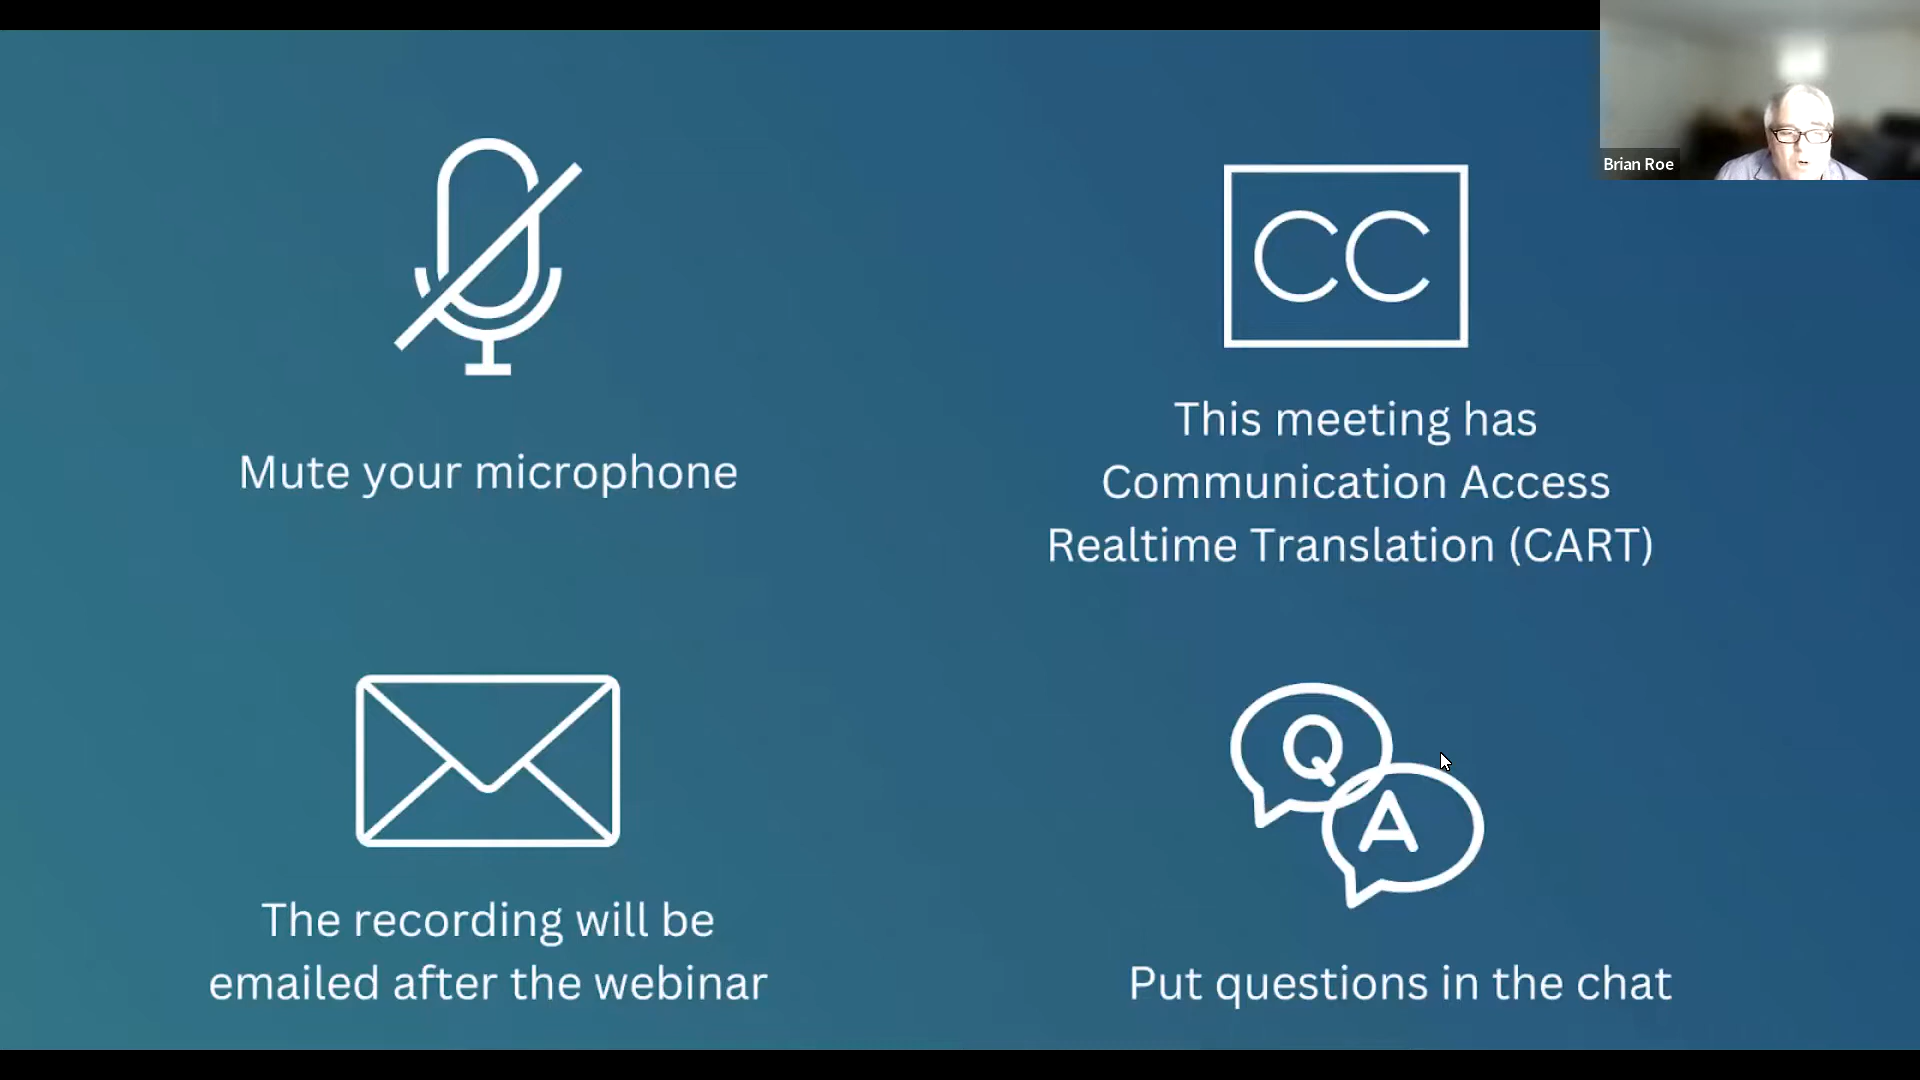 Brian Roe
CC
Mute your microphone
This meeting has
Communication Access
Realtime Translation (CART)
The recording will be
emailed after the webinar
Q
A
Put questions in the chat